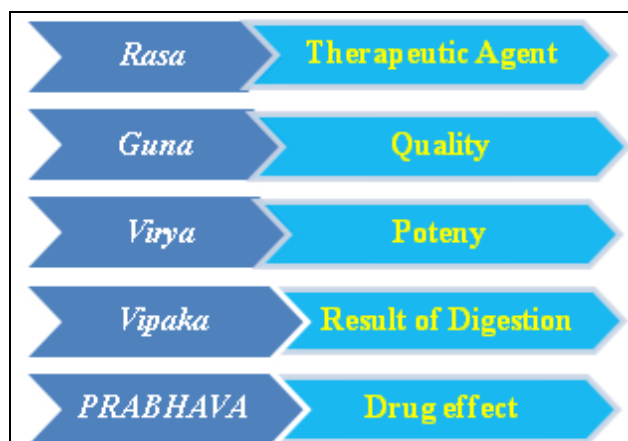 Rasa Therapeutic Agent
Guna Quality
Virya Poteny
Vipaka Result of Digestion
PRABHAVA Drug effect